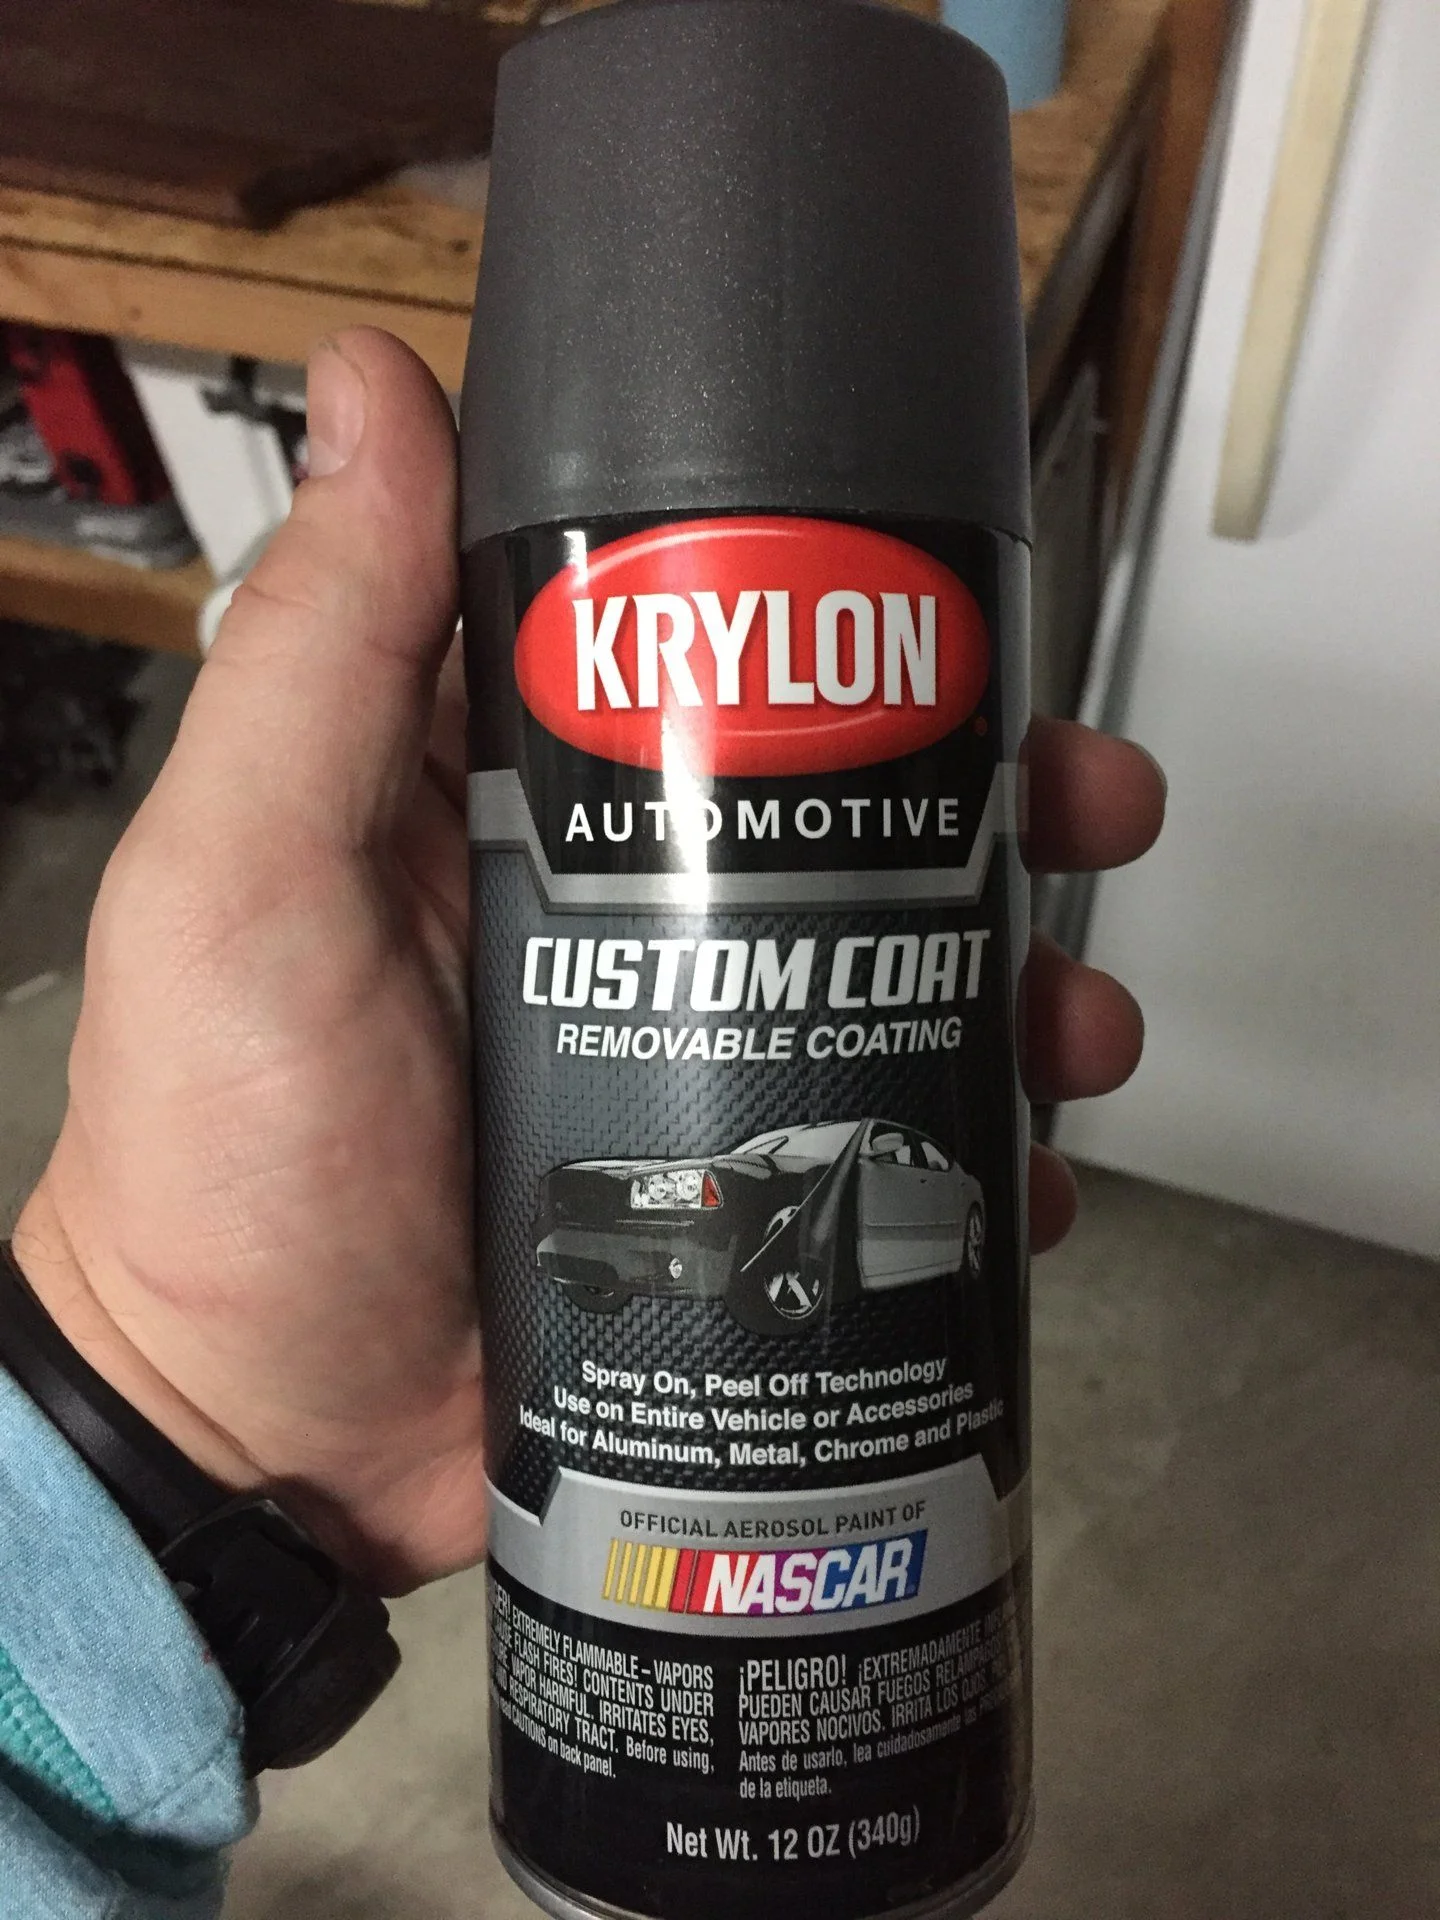 KRYLON
AUTOMOTIVE
CUSTOM COAT
REMOVABLE COATING
Spray On, Peel Off Technology
Use on Entire Vehicle or Accessories
Ideal for Aluminum, Metal, Chrome and Plastic
OFFICIAL AEROSOL PAINT OF
NASCAR
EXTREMELY FLAMMABLE – VAPORS
FLASH FIRES! CONTENTS UNDER
VAPOR HARMFUL. IRRITATES EYES,
RESPIRATORY TRACT. Before using,
CAUTIONS on back panel.
¡PELIGRO! ¡EXTREMADAMENTE
PUEDEN CAUSAR FUEGOS
VAPORES NOCIVOS. IRRITA LOS OJOS,
Antes de usarlo, lea cuidadosamente las
de la etiqueta.
Net Wt. 12 OZ (340g)